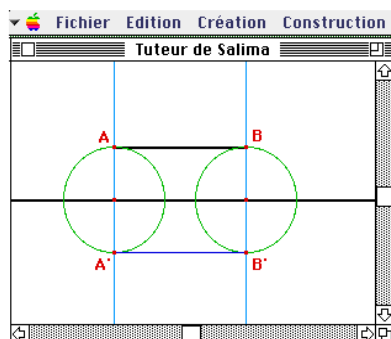 Fichier Edition Création Construction
Tuteur de Salima
A B
A' B'